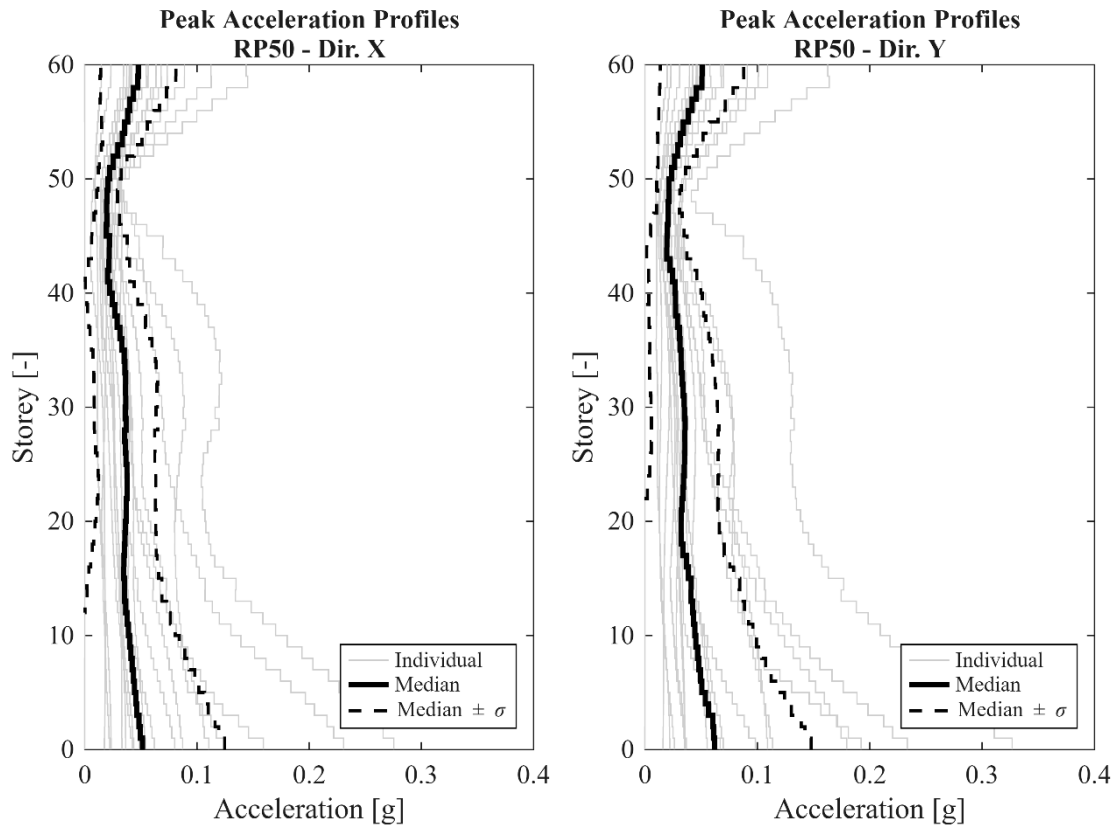 Peak Acceleration Profiles
RP50 - Dir. X
60
50
40
30
20
10
0
Storey [-]
0
0.1
0.2
0.3
0.4
Acceleration [g]
Individual
Median
Median ± σ
Peak Acceleration Profiles
RP50 - Dir. Y
60
50
40
30
20
10
0
Storey [-]
0
0.1
0.2
0.3
0.4
Acceleration [g]
Individual
Median
Median ± σ